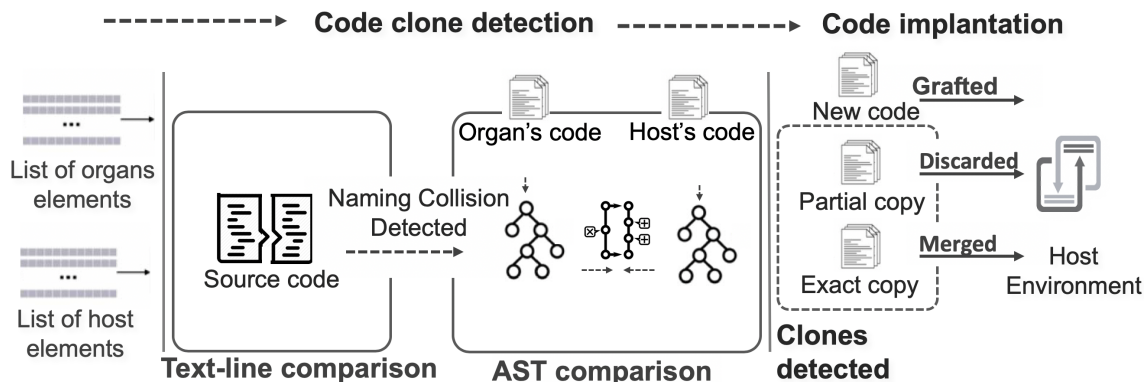 Code clone detection
Code implantation
List of organs
elements
List of host
elements
Source code
Text-line comparison
Naming Collision
Detected
Organ's code
Host's code
AST comparison
New code
Grafted
Partial copy
Discarded
Exact copy
Merged
Clones
detected
Host
Environment